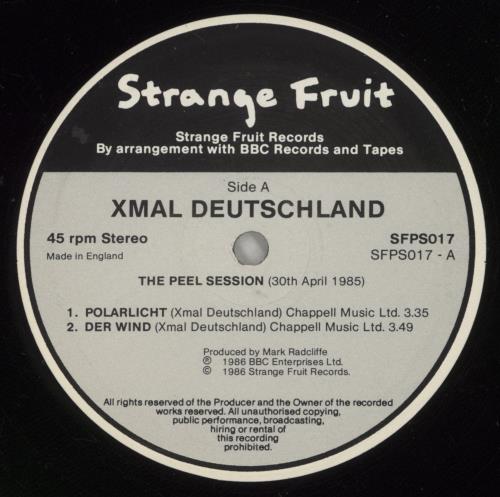 Strange Fruit
Strange Fruit Records
By arrangement with BBC Records and Tapes
Side A
XMAL DEUTSCHLAND
45 rpm Stereo SFPS017
Made in England SFPS017 - A
THE PEEL SESSION (30th April 1985)
1. POLARLICHT (Xmal Deutschland) Chappell Music Ltd. 3.35
2. DER WIND (Xmal Deutschland) Chappell Music Ltd. 3.49
Produced by Mark Radcliffe
℗ 1986 BBC Enterprises Ltd.
© 1986 Strange Fruit Records.
All rights reserved of the Producer and the Owner of the recorded
works reserved. All unauthorised copying,
public performance, broadcasting,
hiring or rental of
this recording
prohibited.